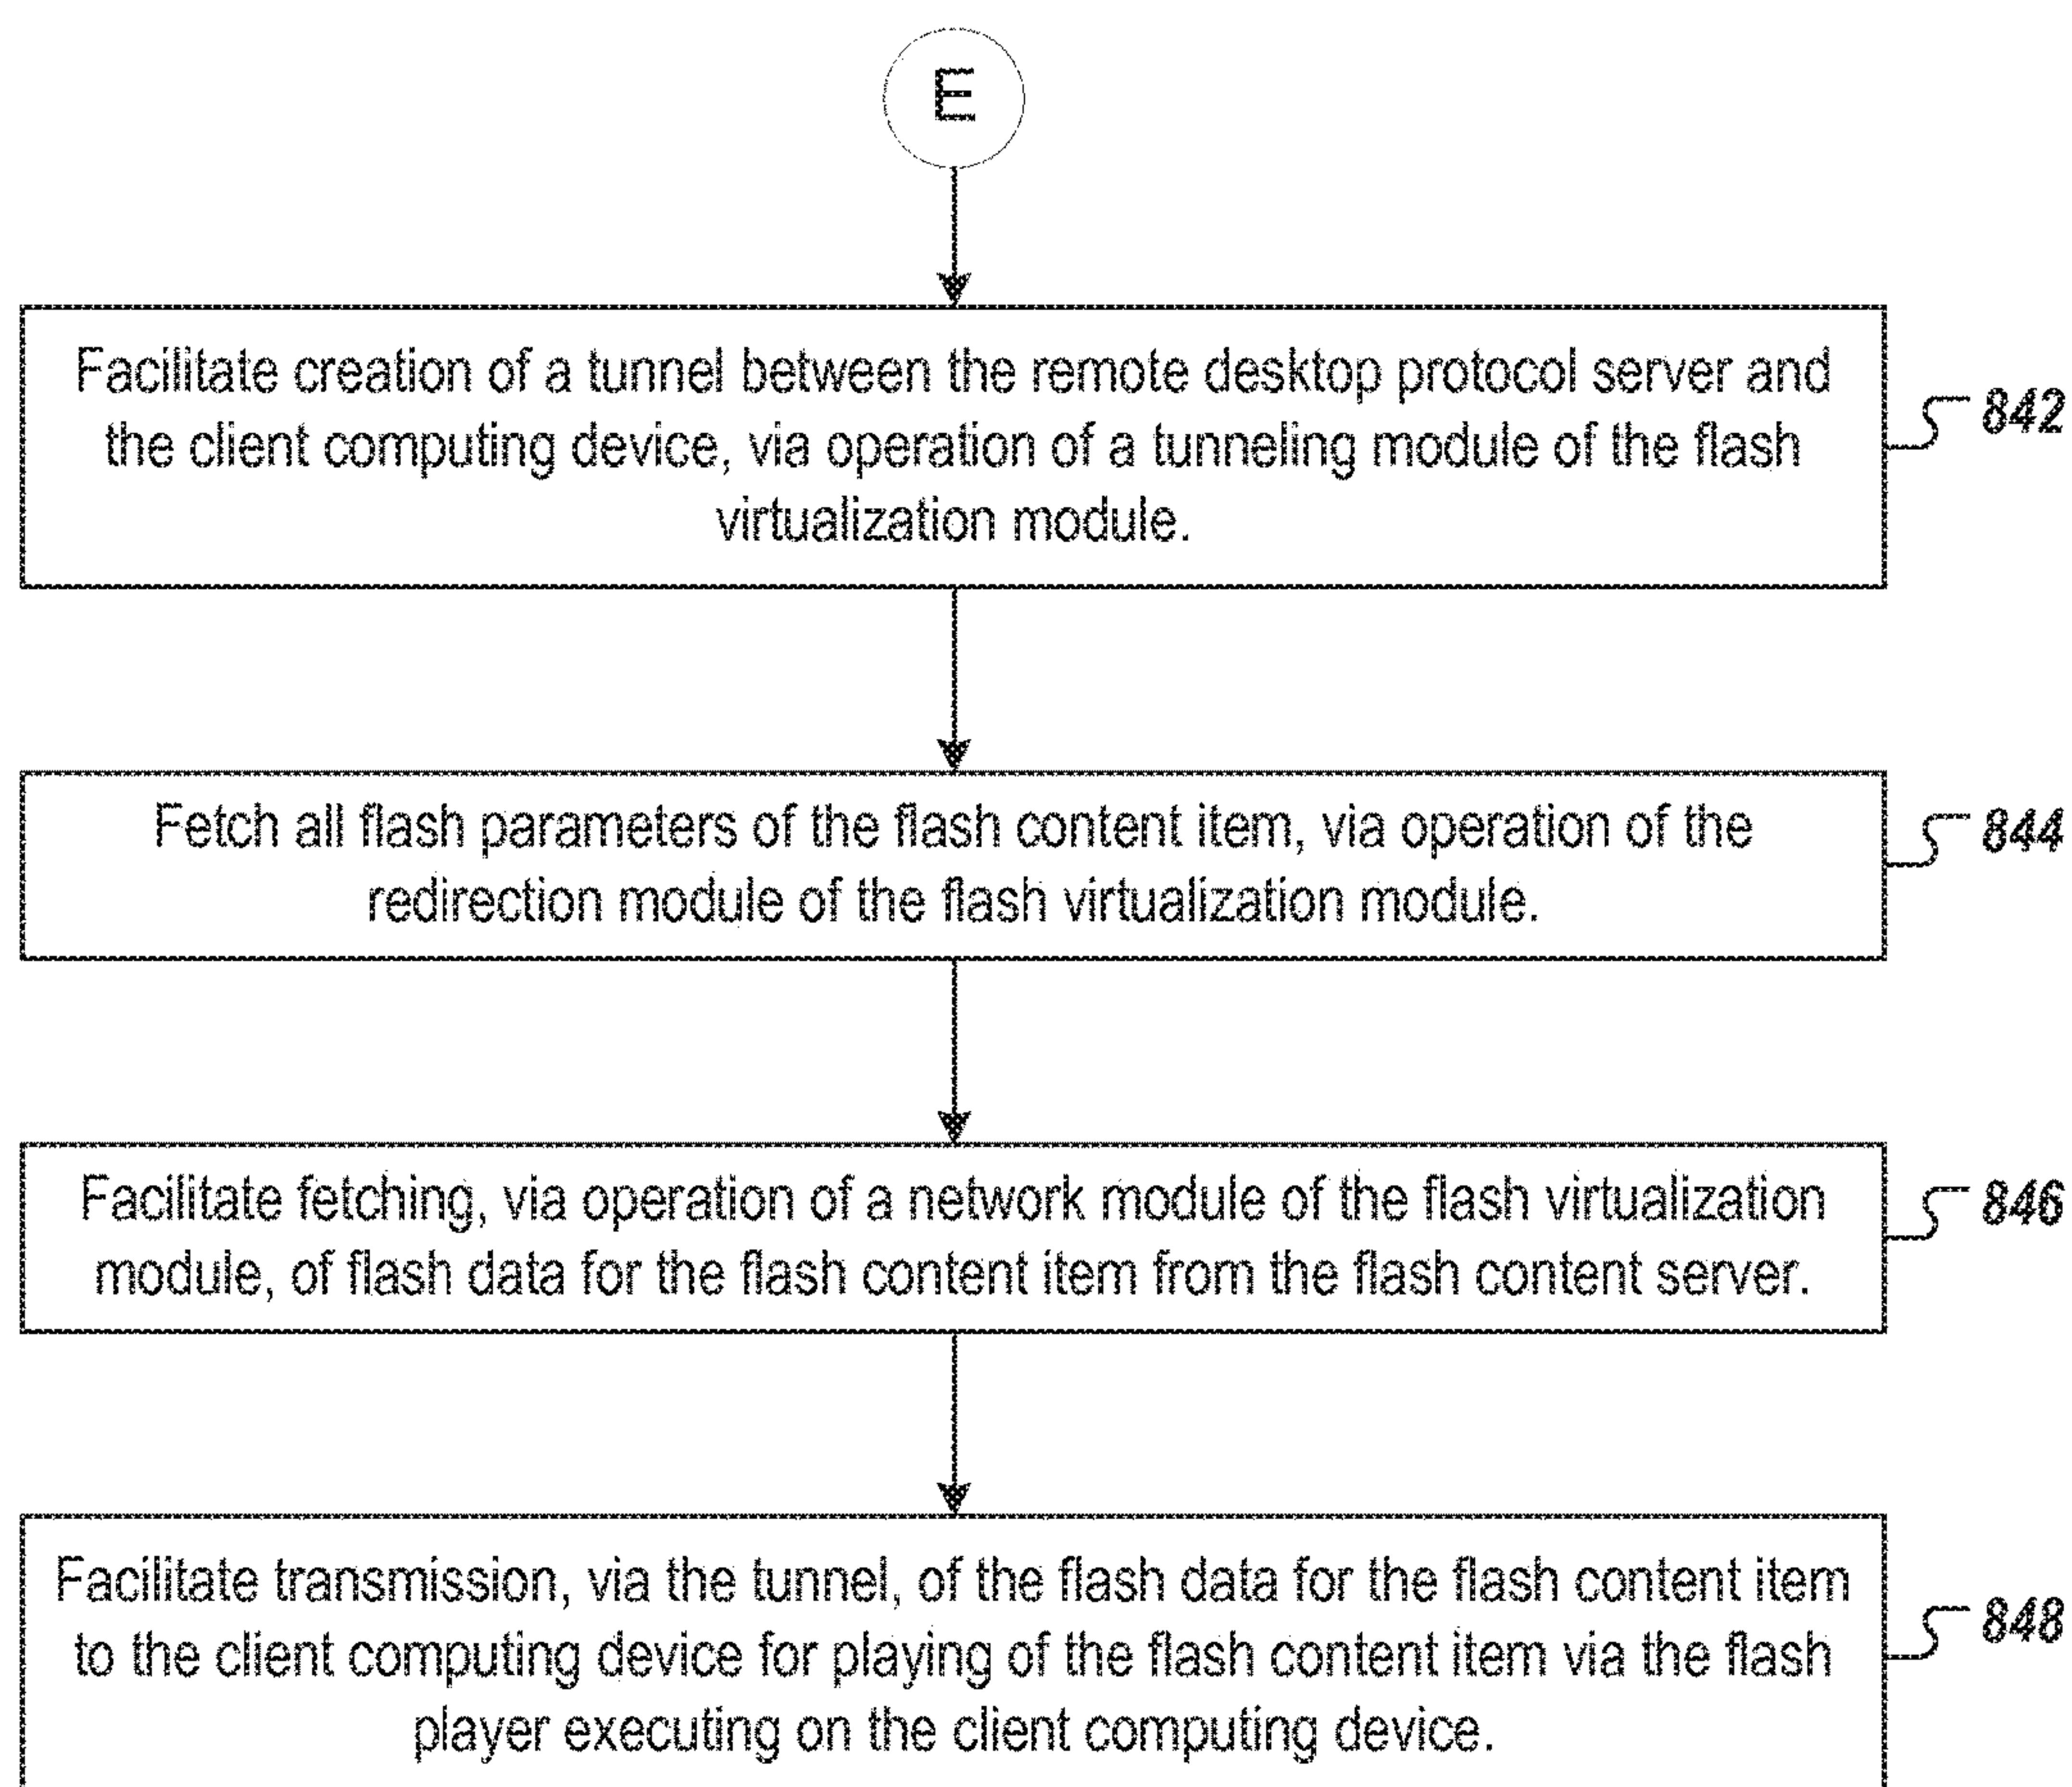 E
Facilitate creation of a tunnel between the remote desktop protocol server and
the client computing device, via operation of a tunneling module of the flash
virtualization module.
842
Fetch all flash parameters of the flash content item, via operation of the
redirection module of the flash virtualization module.
844
Facilitate fetching, via operation of a network module of the flash virtualization
module, of flash data for the flash content item from the flash content server.
846
Facilitate transmission, via the tunnel, of the flash data for the flash content item
to the client computing device for playing of the flash content item via the flash
player executing on the client computing device.
848